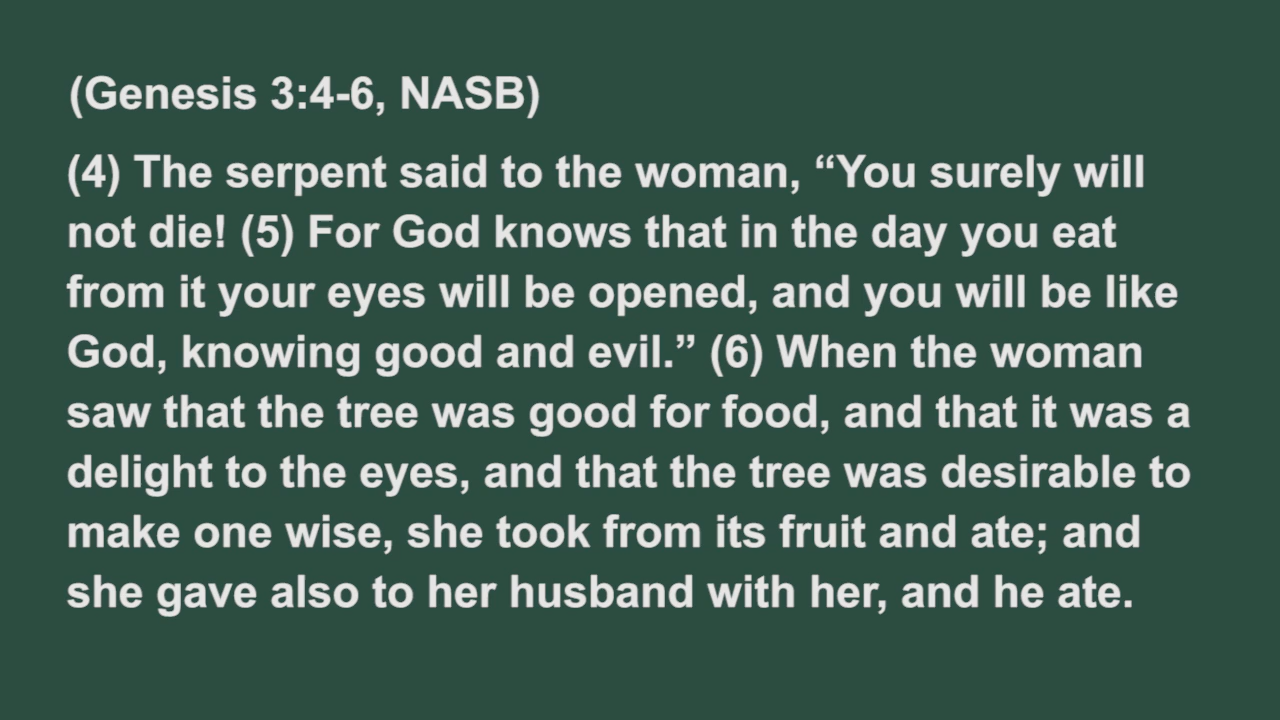 (Genesis 3:4-6, NASB)
(4) The serpent said to the woman, “You surely will
not die! (5) For God knows that in the day you eat
from it your eyes will be opened, and you will be like
God, knowing good and evil.” (6) When the woman
saw that the tree was good for food, and that it was a
delight to the eyes, and that the tree was desirable to
make one wise, she took from its fruit and ate; and
she gave also to her husband with her, and he ate.